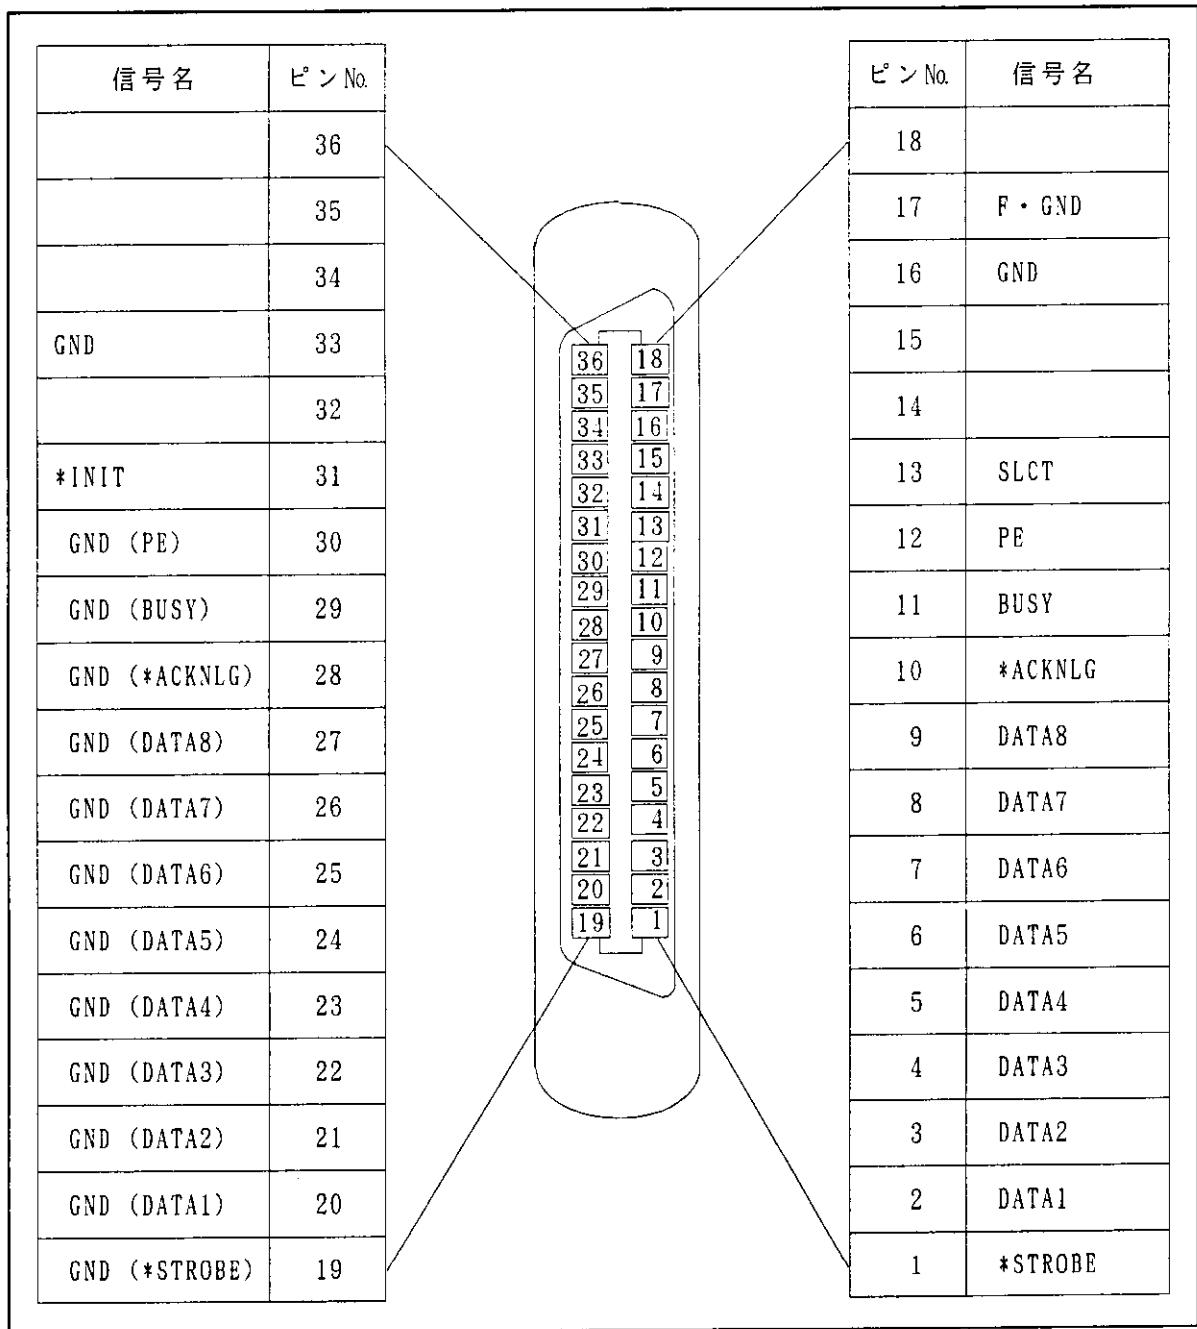 信号名 ピンNo.
36
35
34
GND 33
32
*INIT 31
GND (PE) 30
GND (BUSY) 29
GND (*ACKNLG) 28
GND (DATA8) 27
GND (DATA7) 26
GND (DATA6) 25
GND (DATA5) 24
GND (DATA4) 23
GND (DATA3) 22
GND (DATA2) 21
GND (DATA1) 20
GND (*STROBE) 19
36 18
35 17
34 16
33 15
32 14
31 13
30 12
29 11
28 10
27 9
26 8
25 7
24 6
23 5
22 4
21 3
20 2
19 1
ピンNo. 信号名
18
17 F・GND
16 GND
15
14
13 SLCT
12 PE
11 BUSY
10 *ACKNLG
9 DATA8
8 DATA7
7 DATA6
6 DATA5
5 DATA4
4 DATA3
3 DATA2
2 DATA1
1 *STROBE